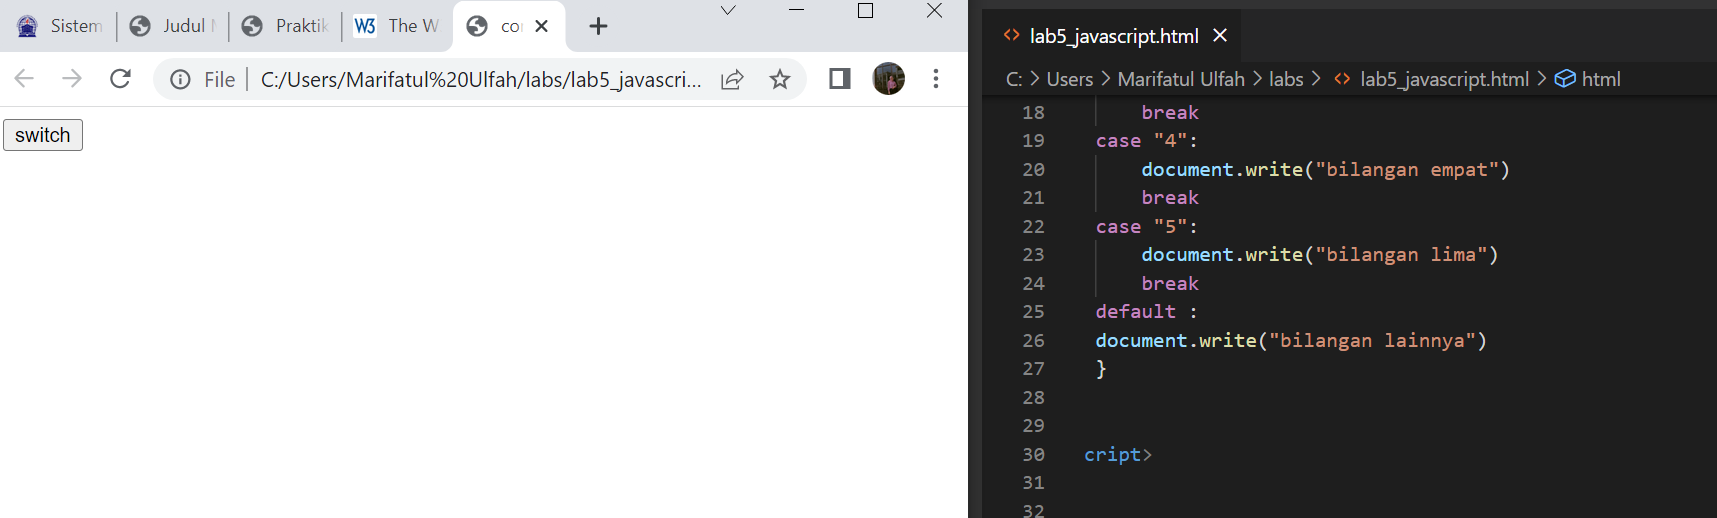 Sistem
Judul
Praktik
W3 The W
co
File | C:/Users/Marifatul%20Ulfah/labs/lab5_javascri...
switch
lab5_javascript.html
C: > Users > Marifatul Ulfah > labs > lab5_javascript.html > html
18 break
19 case "4":
20 document.write("bilangan empat")
21 break
22 case "5":
23 document.write("bilangan lima")
24 break
25 default :
26 document.write("bilangan lainnya")
27 }
28
29
30 cript>
31
32